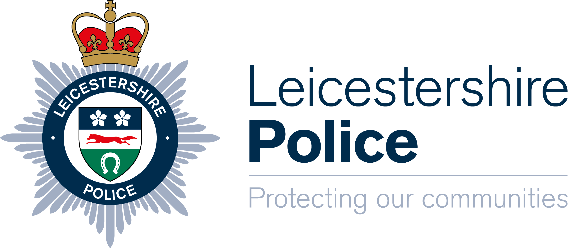 LEICESTERSHIRE
POLICE
Leicestershire
Police
Protecting our communities